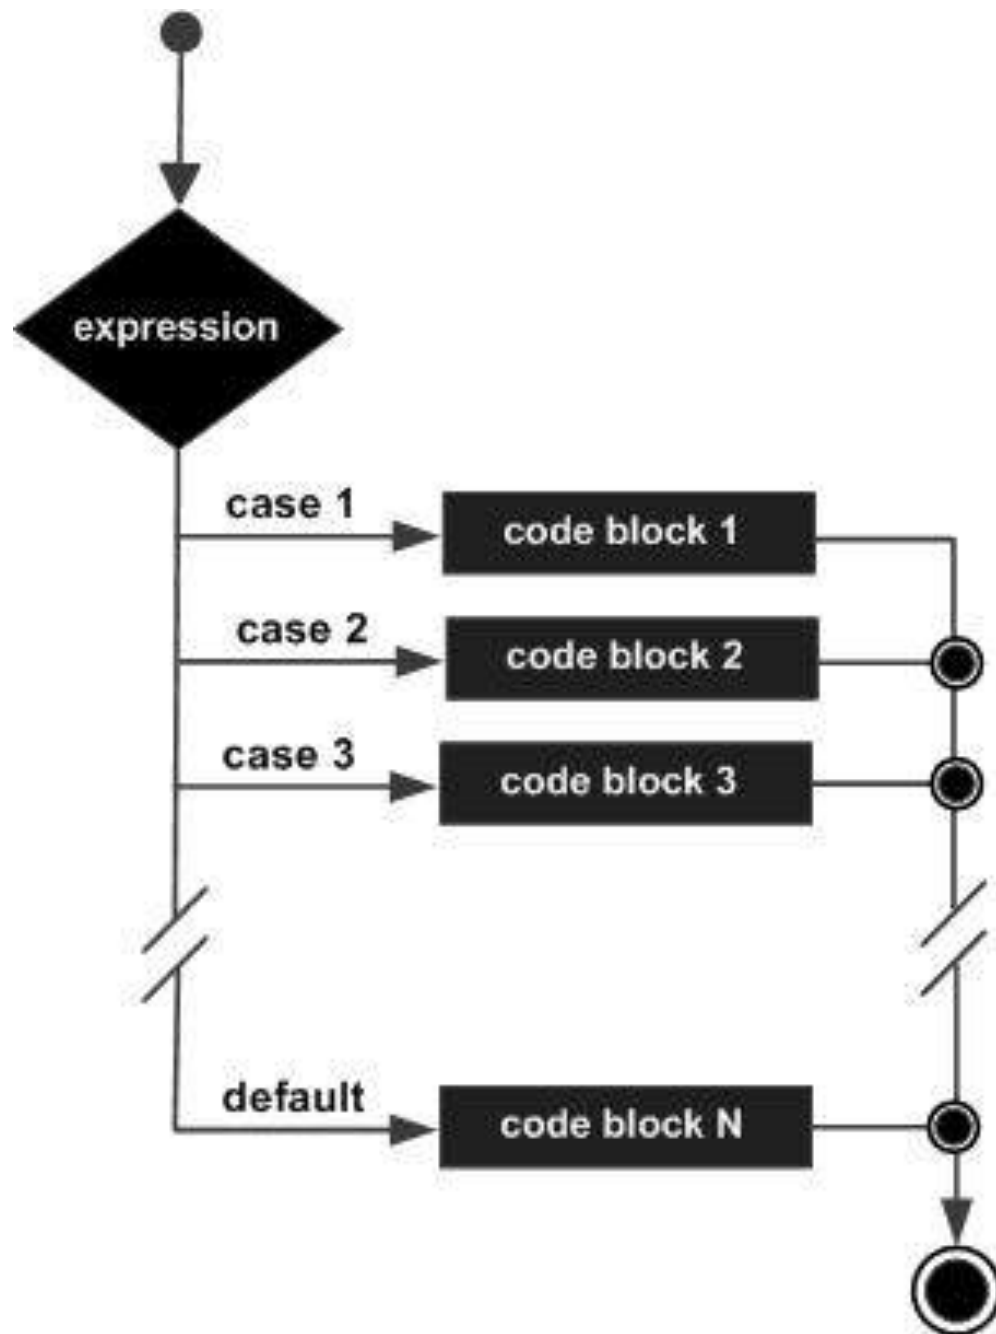 expression
case 1
code block 1
case 2
code block 2
case 3
code block 3
default
code block N